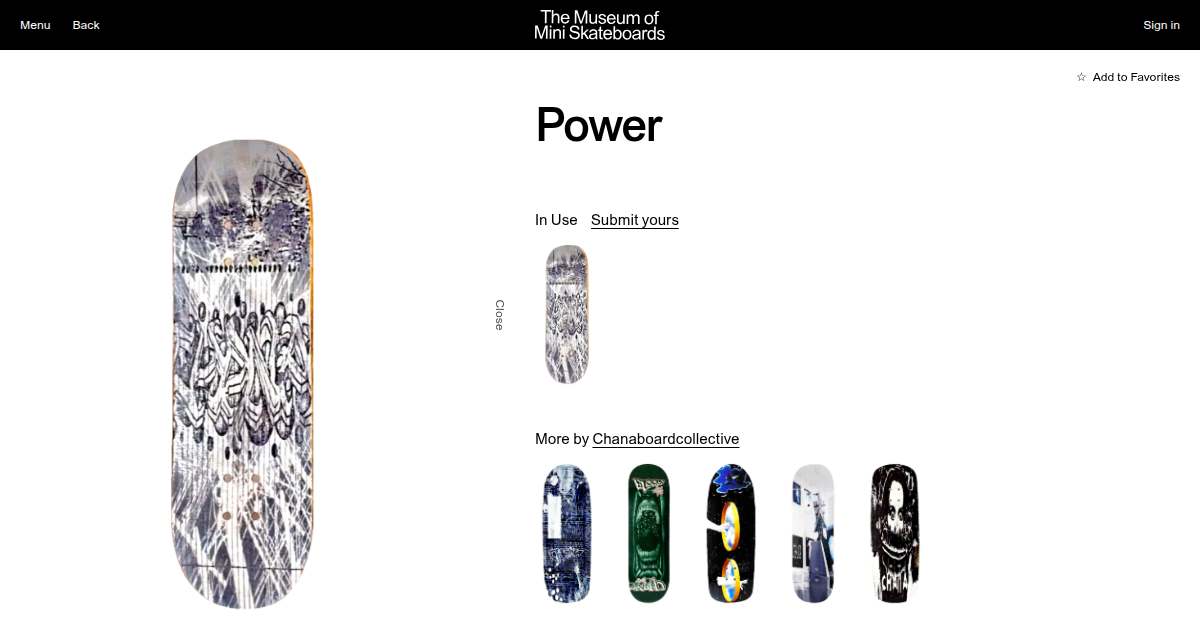 Menu Back
The Museum of
Mini Skateboards
Sign in
☆ Add to Favorites
Power
In Use Submit yours
Close
More by Chanaboardcollective